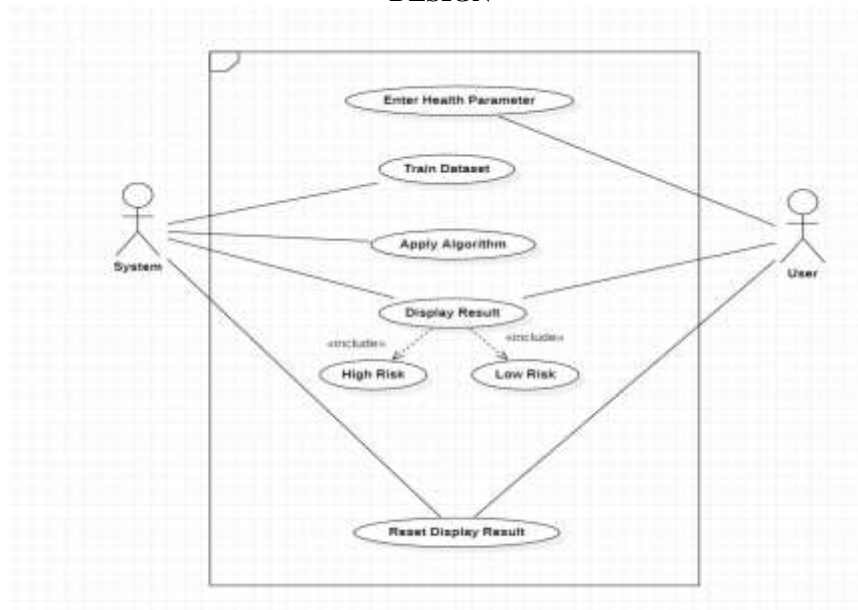 DESIGN
Enter Health Parameter
Train Dataset
System
User
Apply Algorithm
Display Result
«include»
«include»
High Risk
Low Risk
Reset Display Result